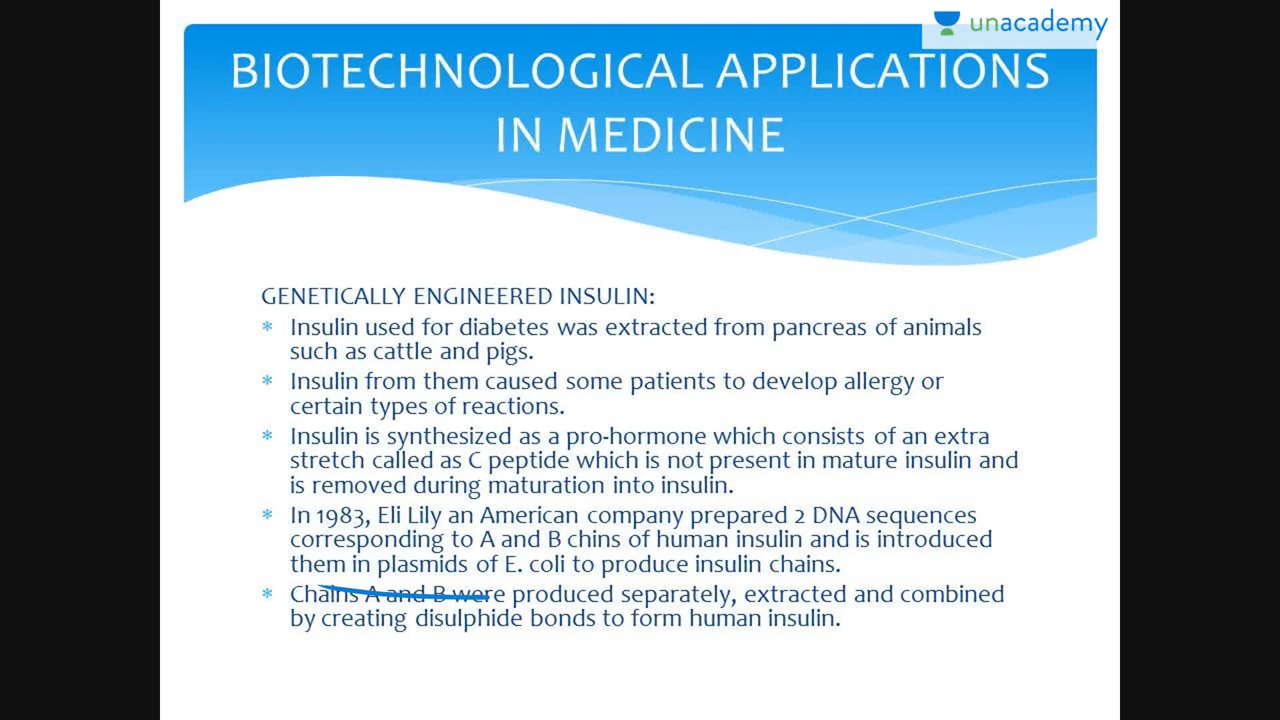 unacademy
BIOTECHNOLOGICAL APPLICATIONS
IN MEDICINE
GENETICALLY ENGINEERED INSULIN:
* Insulin used for diabetes was extracted from pancreas of animals
such as cattle and pigs.
* Insulin from them caused some patients to develop allergy or
certain types of reactions.
* Insulin is synthesized as a pro-hormone which consists of an extra
stretch called as C peptide which is not present in mature insulin and
is removed during maturation into insulin.
* In 1983, Eli Lily an American company prepared 2 DNA sequences
corresponding to A and B chins of human insulin and is introduced
them in plasmids of E. coli to produce insulin chains.
* Chains A and B were produced separately, extracted and combined
by creating disulphide bonds to form human insulin.